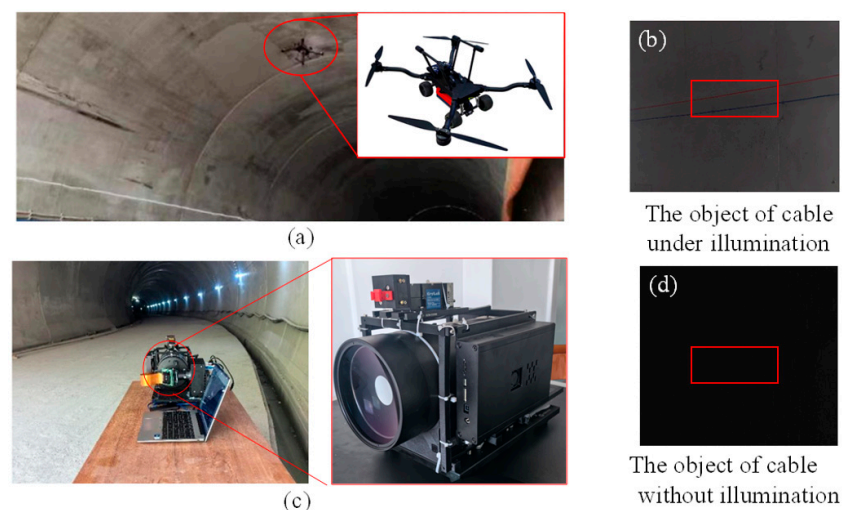 (b)
The object of cable
under illumination
(a)
(d)
The object of cable
without illumination
(c)